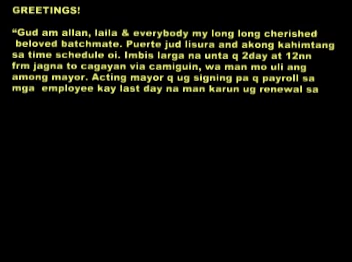 GREETINGS!
“Gud am allan, laila & everybody my long long cherished
beloved batchmate. Puerte jud lisura and akong kahimtang
sa time schedule oi. Imbis larga na unta q 2day at 12nn
frm jagna to cagayan via camiguin, wa man mo uli ang
among mayor. Acting mayor q ug signing pa q payroll sa
mga employee kay last day na man karun ug renewal sa